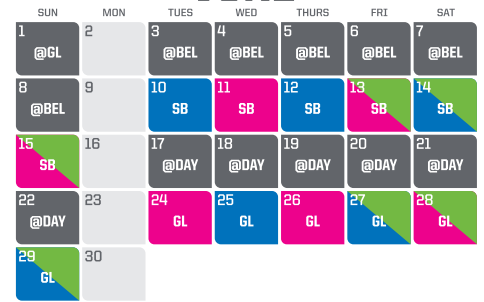 SUN MON TUES WED THURS FRI SAT
1 2 3 4 5 6 7
@GL @BEL @BEL @BEL @BEL @BEL
8 9 10 11 12 13 14
@BEL SB SB SB SB SB
15 16 17 18 19 20 21
SB @DAY @DAY @DAY @DAY @DAY
22 23 24 25 26 27 28
@DAY GL GL GL GL GL
29 30
GL